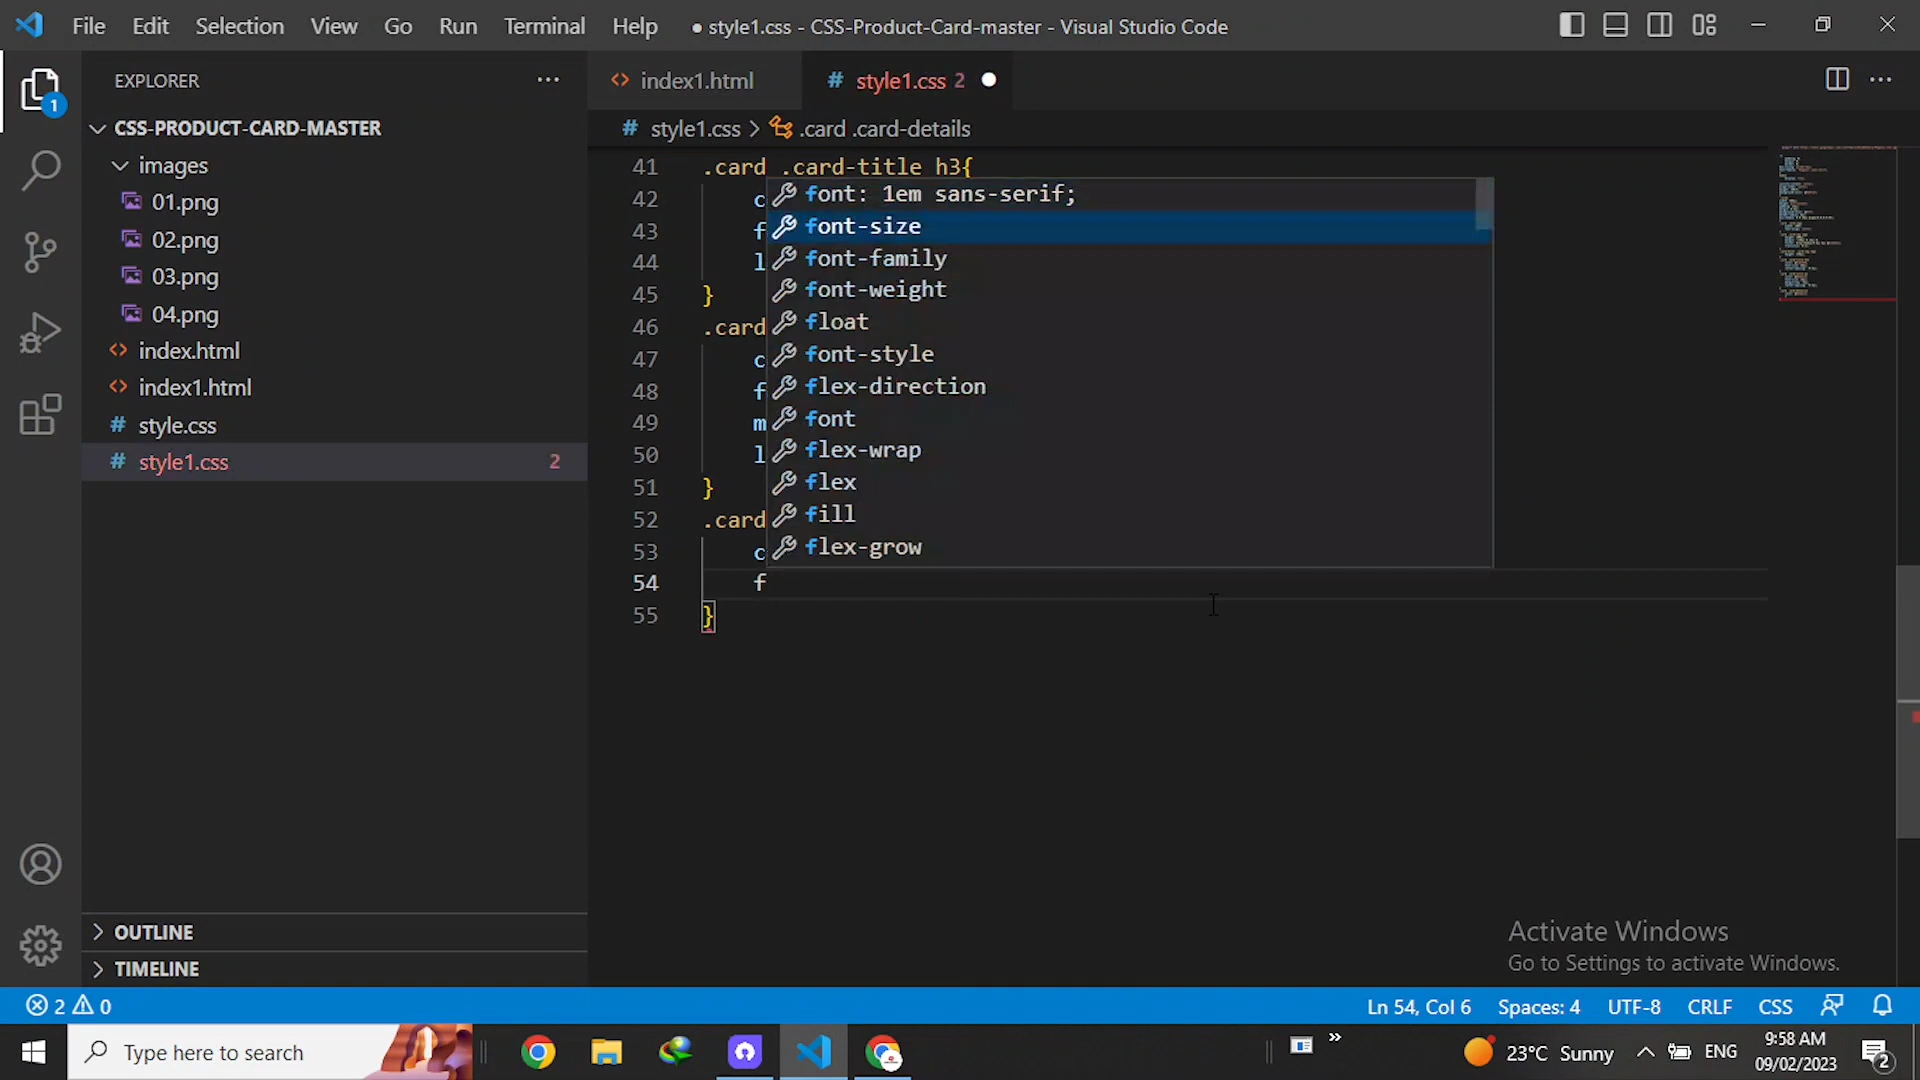 File Edit Selection View Go Run Terminal Help ● style1.css - CSS-Product-Card-master - Visual Studio Code
EXPLORER ...
<> index1.html # style1.css 2 ●
CSS-PRODUCT-CARD-MASTER
# style1.css > .card .card-details
images
01.png
02.png
03.png
04.png
<> index.html
<> index1.html
# style.css
# style1.css 2
41 .card .card-title h3{
42 c
43 f
44 l
45 }
46 .card
47 c
48 f
49 m
50 l
51 }
52 .card
53 c
54 f
55 }
font: 1em sans-serif;
font-size
font-family
font-weight
float
font-style
flex-direction
font
flex-wrap
flex
fill
flex-grow
1
OUTLINE
TIMELINE
Activate Windows
Go to Settings to activate Windows.
2 0 Ln 54, Col 6 Spaces: 4 UTF-8 CRLF CSS
Type here to search
23°C Sunny ENG
9:58 AM
09/02/2023
2